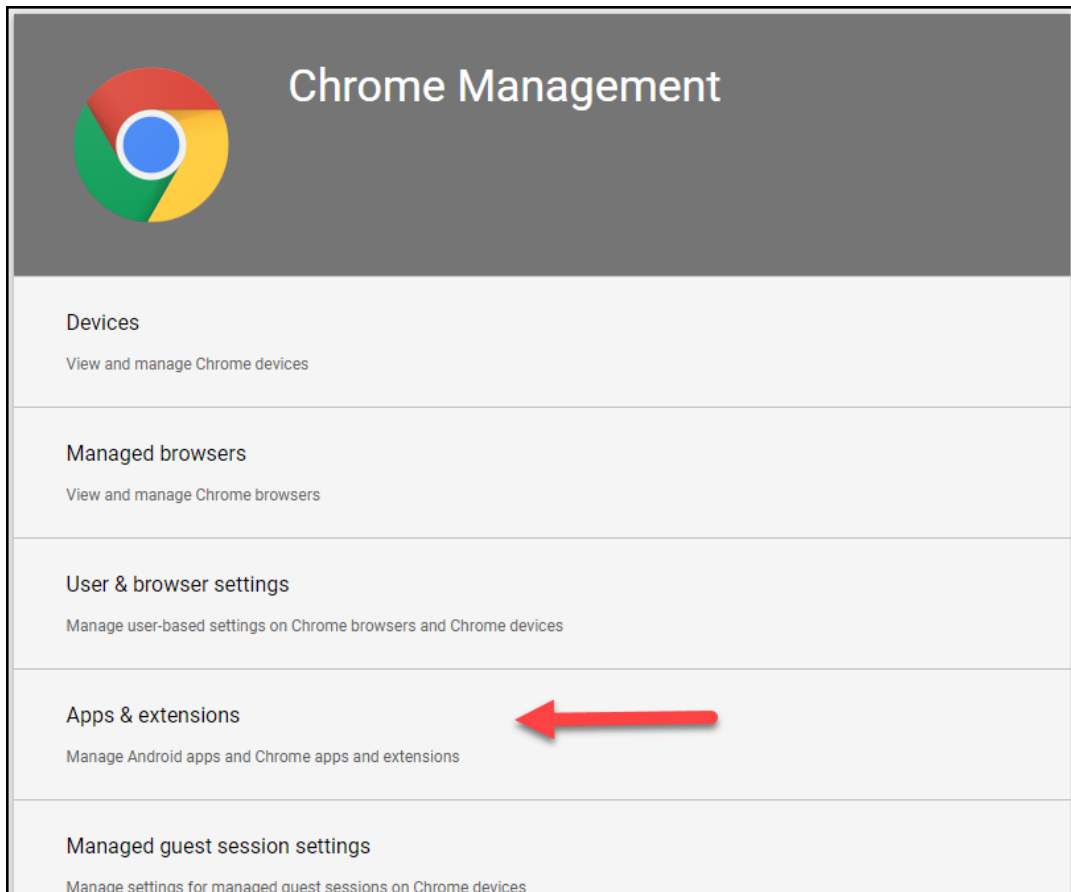 Chrome Management
Devices
View and manage Chrome devices
Managed browsers
View and manage Chrome browsers
User & browser settings
Manage user-based settings on Chrome browsers and Chrome devices
Apps & extensions
Manage Android apps and Chrome apps and extensions
Managed guest session settings
Manage settings for managed guest sessions on Chrome devices